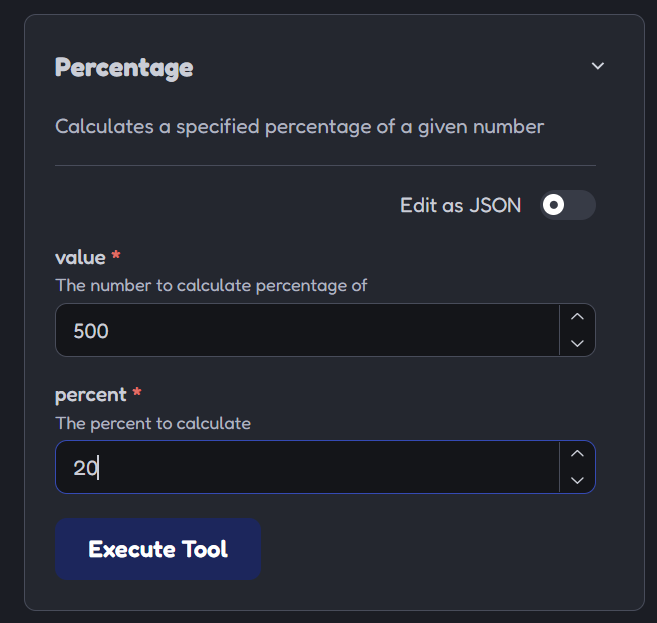 Percentage
Calculates a specified percentage of a given number
Edit as JSON
value *
The number to calculate percentage of
500
percent *
The percent to calculate
20
Execute Tool